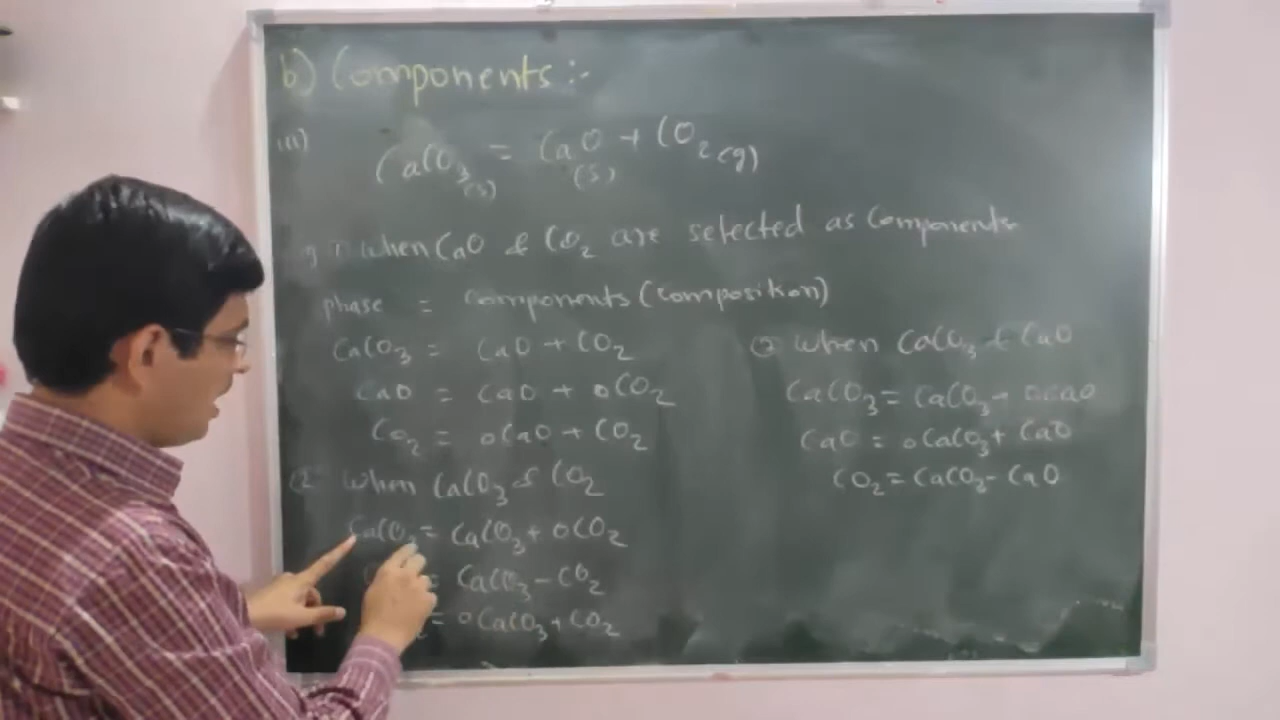 b) Components :-
(iii)
CaCO₃(s) = CaO(s) + CO₂(g)
① When CaO & CO₂ are selected as Components
phase = components (composition)
CaCO₃ = CaO + CO₂
CaO = CaO + 0CO₂
CO₂ = 0CaO + CO₂
② When CaCO₃ & CO₂
CaCO₃ = CaCO₃ + 0CO₂
= CaCO₃ - CO₂
= 0CaCO₃ + CO₂
When CaCO₃ & CaO
CaCO₃ = CaCO₃ + 0CaO
CaO = 0CaCO₃ + CaO
CO₂ = CaCO₃ - CaO